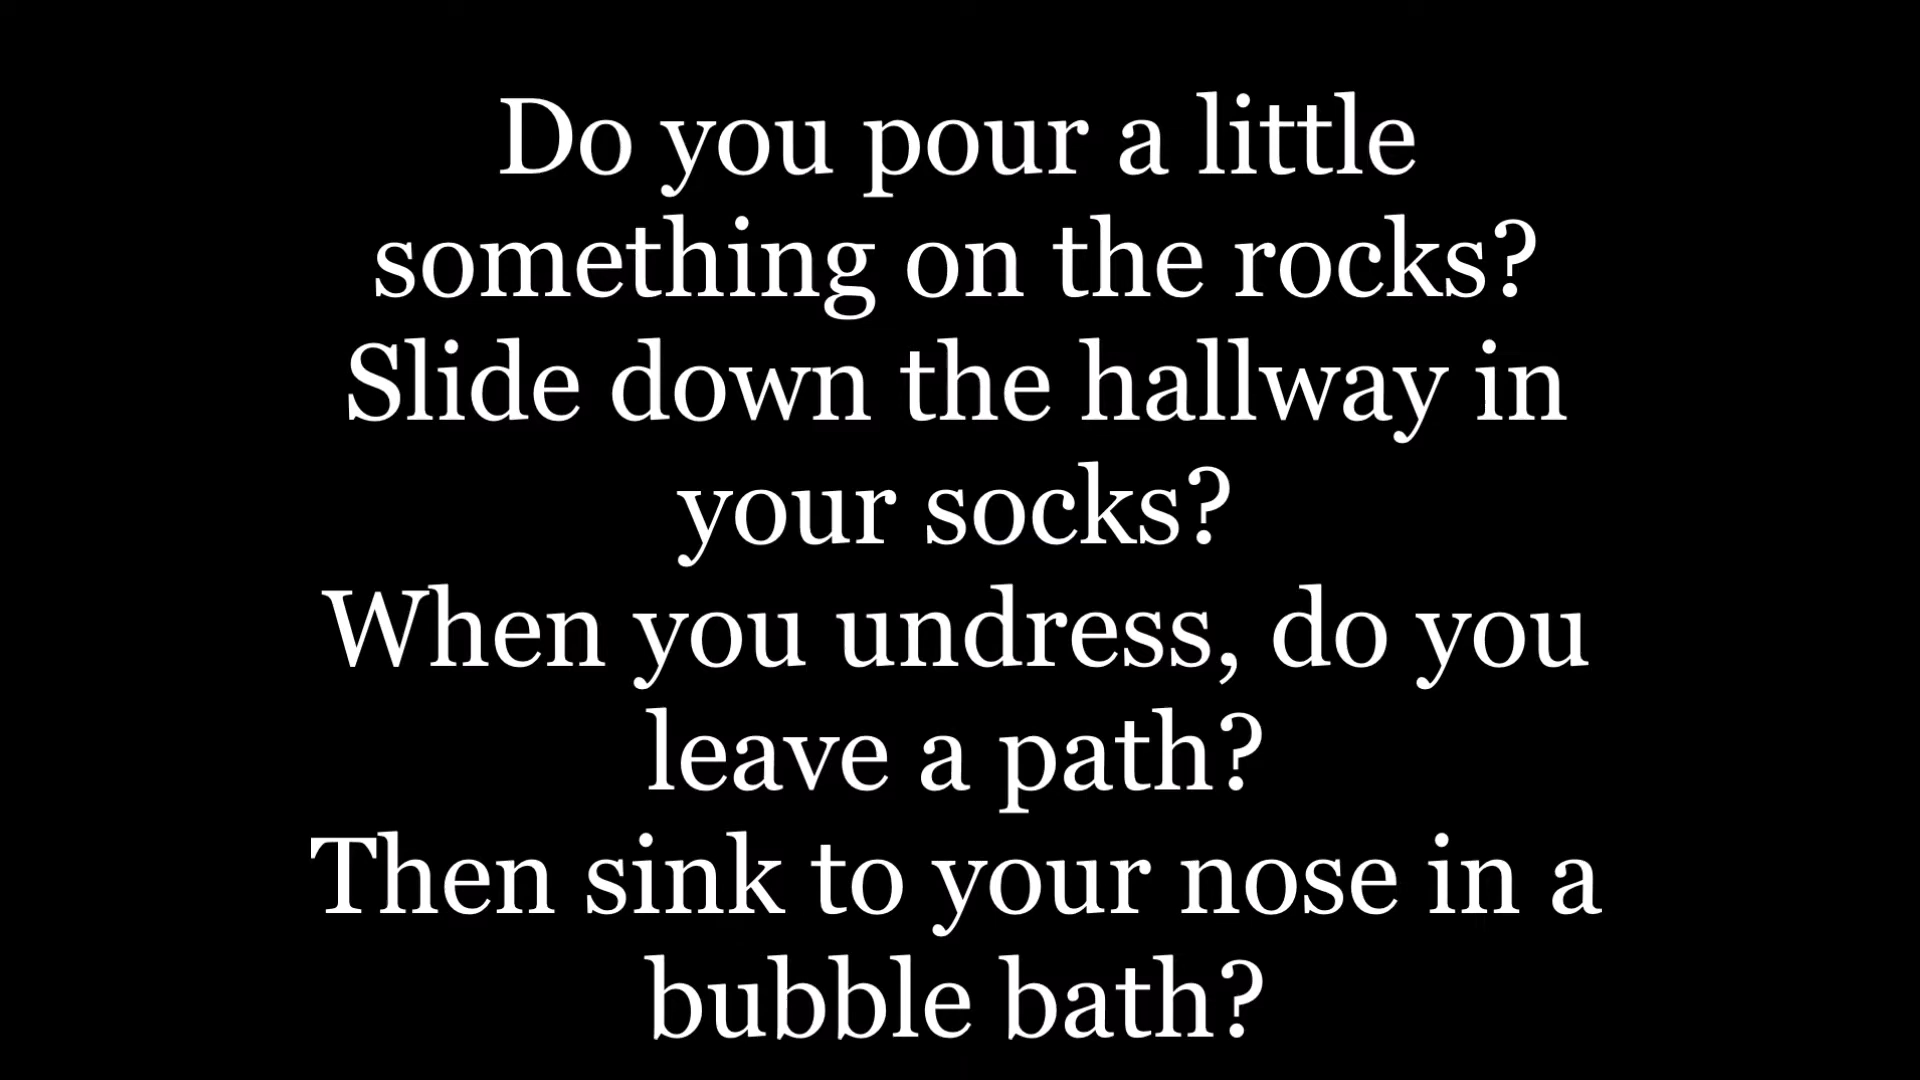 Do you pour a little
something on the rocks?
Slide down the hallway in
your socks?
When you undress, do you
leave a path?
Then sink to your nose in a
bubble bath?